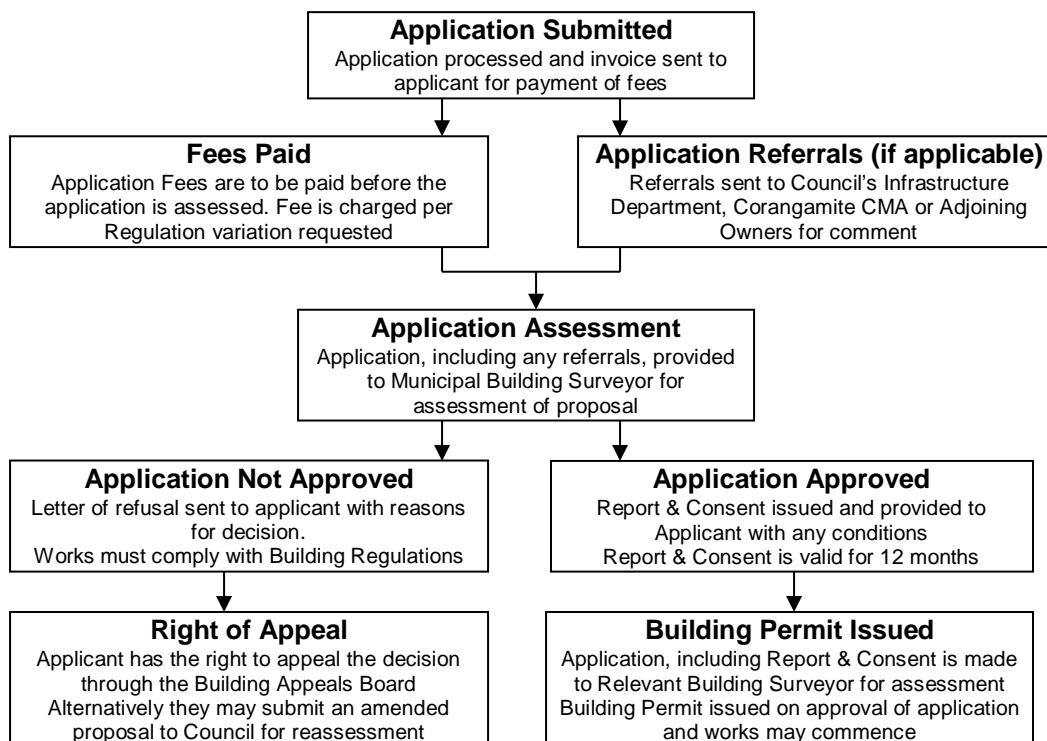 Application Submitted
Application processed and invoice sent to
applicant for payment of fees
Fees Paid
Application Fees are to be paid before the
application is assessed. Fee is charged per
Regulation variation requested
Application Referrals (if applicable)
Referrals sent to Council's Infrastructure
Department, Corangamite CMA or Adjoining
Owners for comment
Application Assessment
Application, including any referrals, provided
to Municipal Building Surveyor for
assessment of proposal
Application Not Approved
Letter of refusal sent to applicant with reasons
for decision.
Works must comply with Building Regulations
Application Approved
Report & Consent issued and provided to
Applicant with any conditions
Report & Consent is valid for 12 months
Right of Appeal
Applicant has the right to appeal the decision
through the Building Appeals Board
Alternatively they may submit an amended
proposal to Council for reassessment
Building Permit Issued
Application, including Report & Consent is made
to Relevant Building Surveyor for assessment
Building Permit issued on approval of application
and works may commence